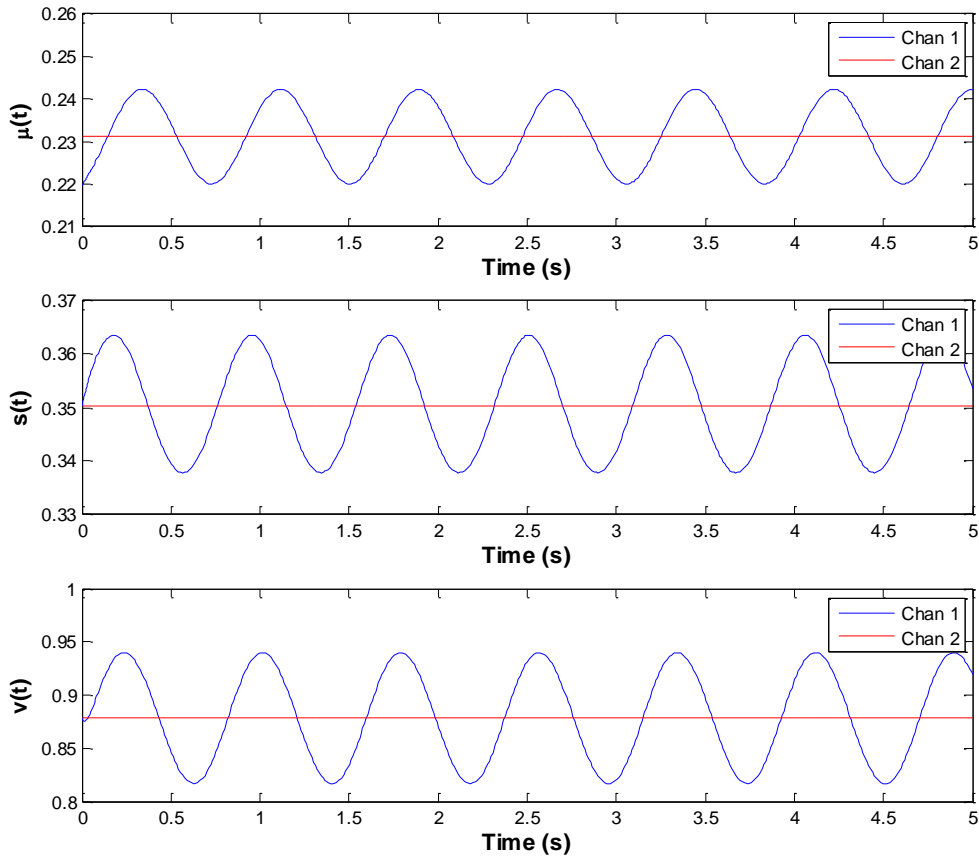 0.26
0.25
0.24
0.23
0.22
0.21
μ(t)
Chan 1
Chan 2
0 0.5 1 1.5 2 2.5 3 3.5 4 4.5 5
Time (s)
0.37
0.36
0.35
0.34
0.33
s(t)
Chan 1
Chan 2
0 0.5 1 1.5 2 2.5 3 3.5 4 4.5 5
Time (s)
1
0.95
0.9
0.85
0.8
v(t)
Chan 1
Chan 2
0 0.5 1 1.5 2 2.5 3 3.5 4 4.5 5
Time (s)